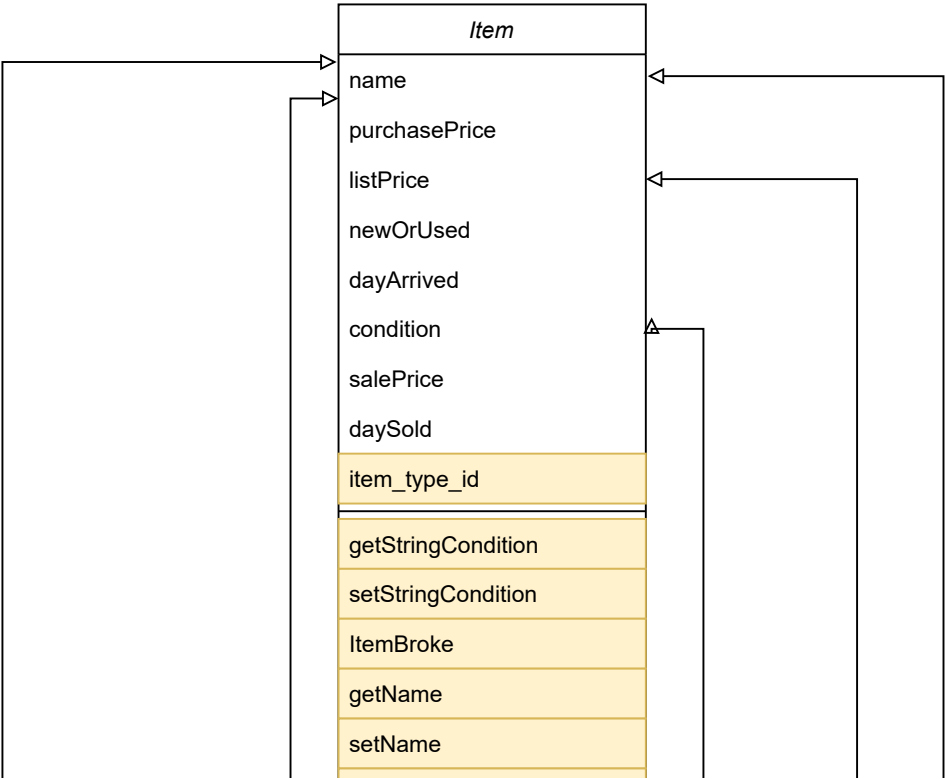 Item
name
purchasePrice
listPrice
newOrUsed
dayArrived
condition
salePrice
daySold
item_type_id
getStringCondition
setStringCondition
ItemBroke
getName
setName